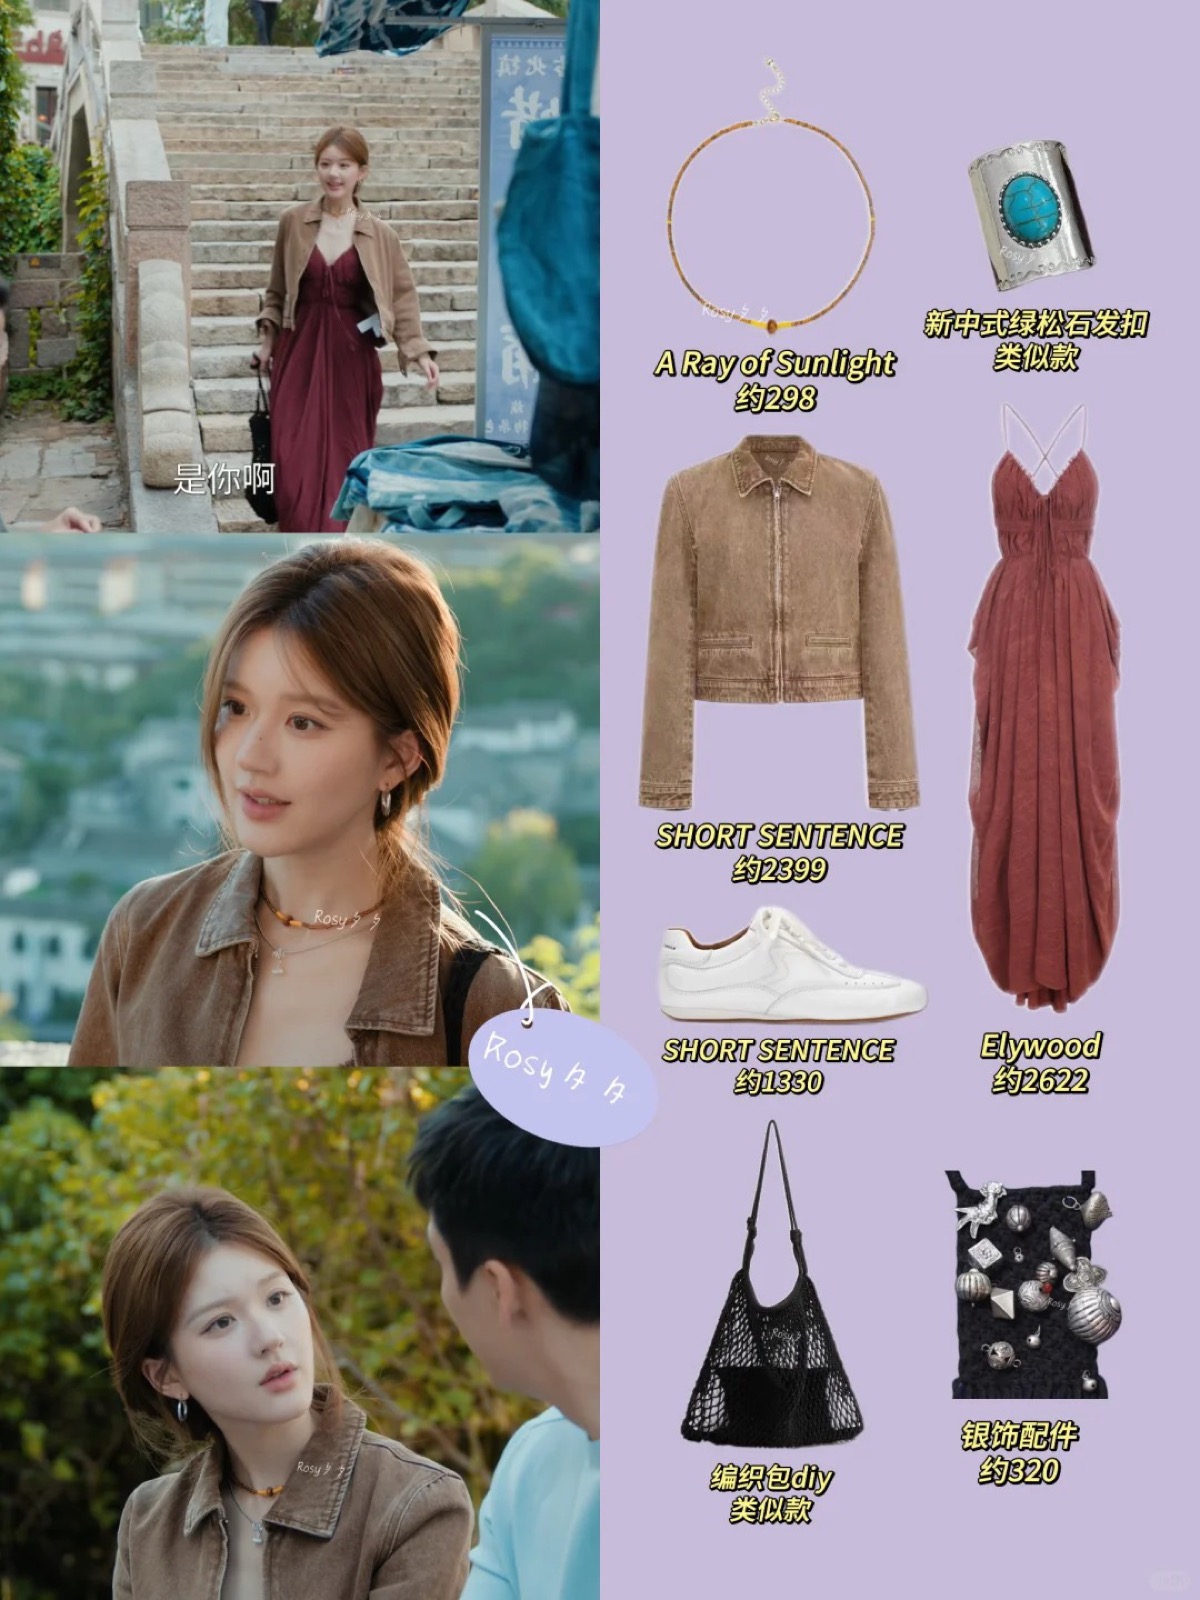 是你啊
Rosy夕 夕
A Ray of Sunlight
约298
新中式绿松石发扣
类似款
SHORT SENTENCE
约2399
SHORT SENTENCE
约1330
Elywood
约2622
编织包diy
类似款
银饰配件
约320